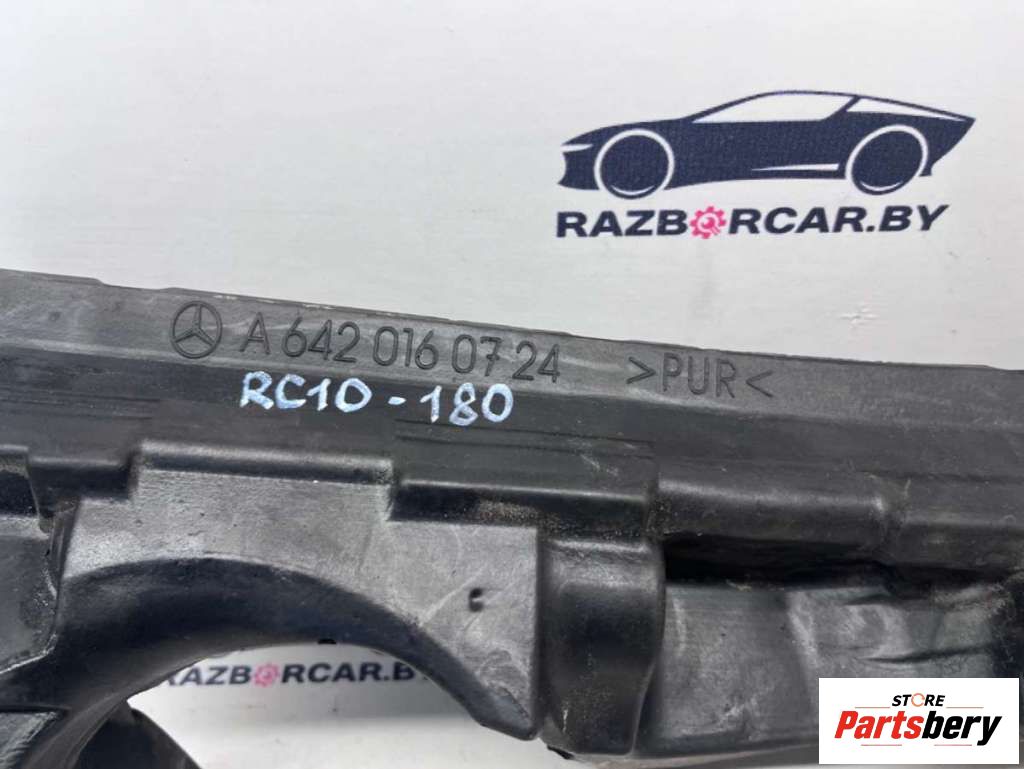 RAZBORCAR.BY
A 642 016 07 24 >PUR<
RC10-180
RAZBORCAR.BY
STORE
Partsbery